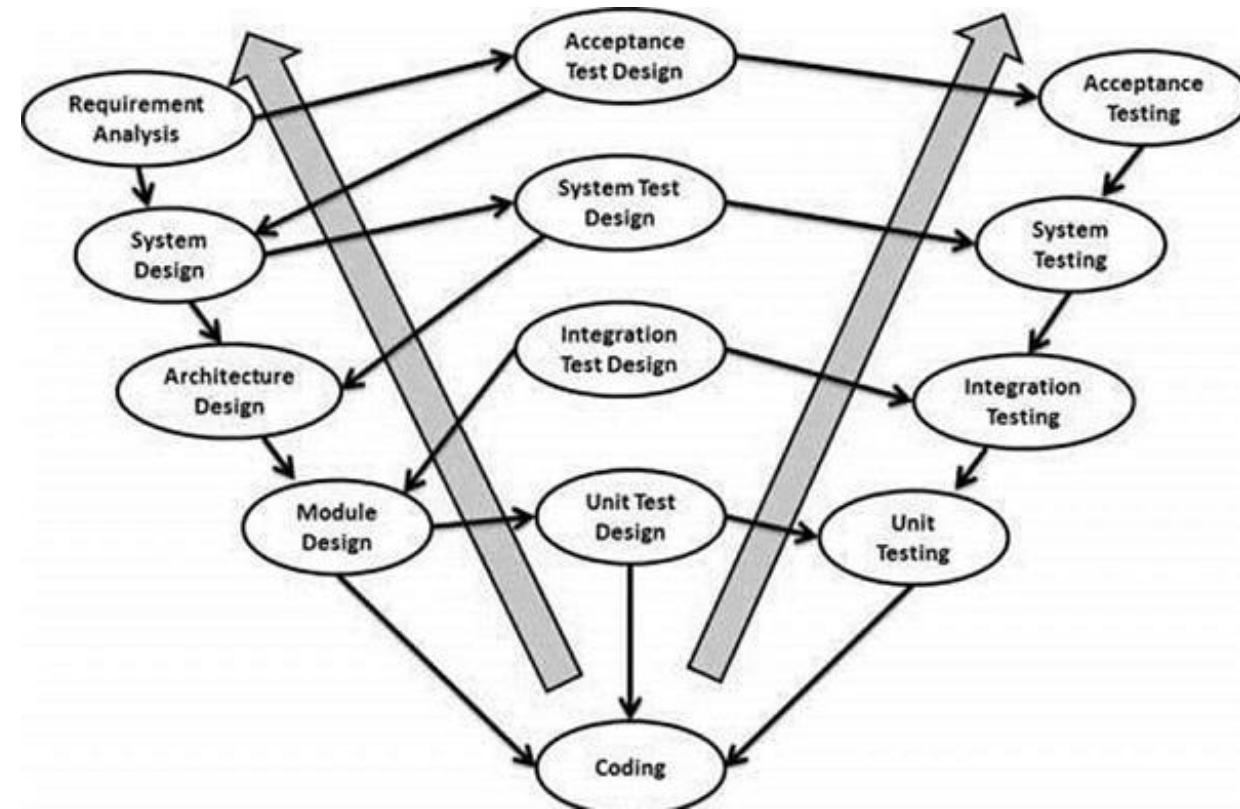 Requirement
Analysis
Acceptance
Test Design
Acceptance
Testing
System
Design
System Test
Design
System
Testing
Architecture
Design
Integration
Test Design
Integration
Testing
Module
Design
Unit Test
Design
Unit
Testing
Coding